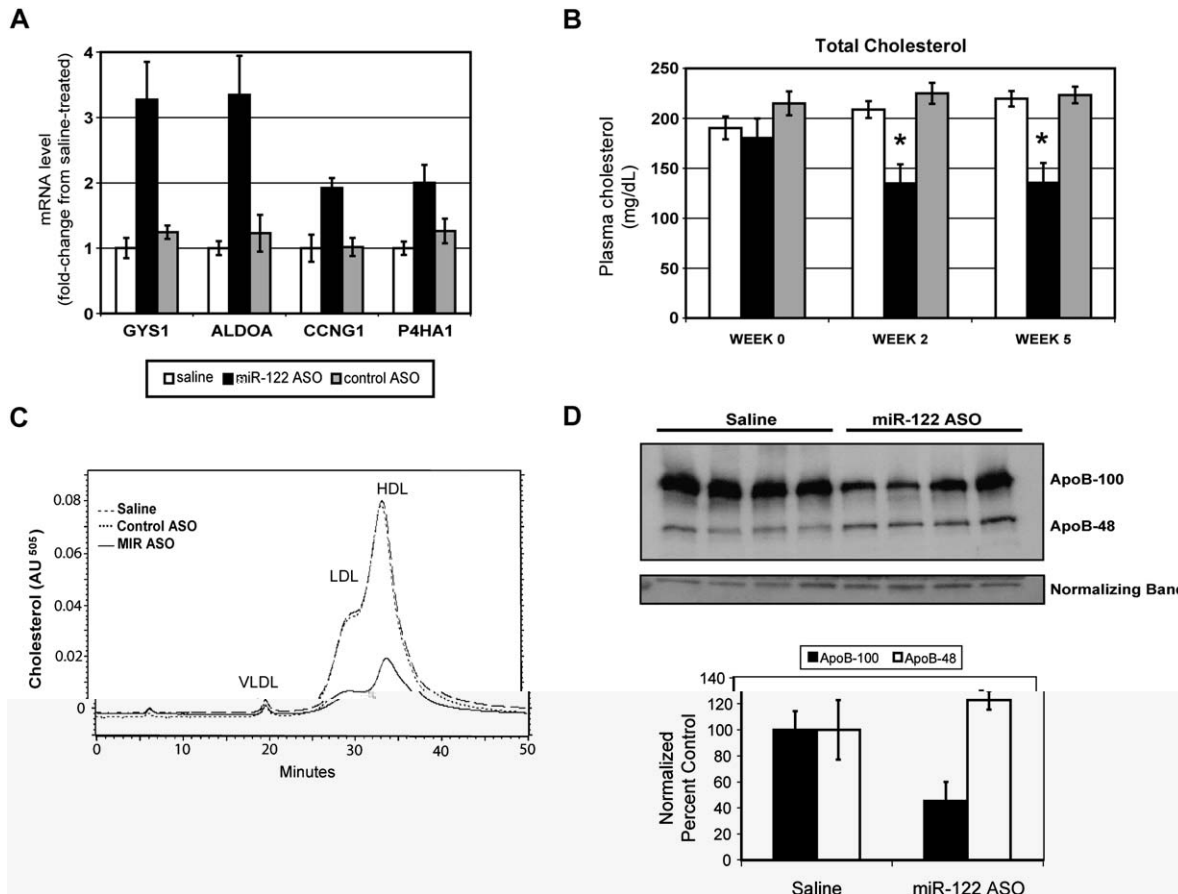 A
mRNA level
(fold-change from saline-treated)
4
3
2
1
0
GYS1 ALDOA CCNG1 P4HA1
saline miR-122 ASO control ASO
B
Total Cholesterol
Plasma cholesterol
(mg/dL)
250
200
150
100
50
0
* *
WEEK 0 WEEK 2 WEEK 5
C
Cholesterol (AU 505)
0.08
0.06
0.04
0.02
0
Saline
Control ASO
MIR ASO
HDL
LDL
VLDL
0 10 20 30 40 50
Minutes
D
Saline miR-122 ASO
ApoB-100
ApoB-48
Normalizing Band
ApoB-100 ApoB-48
Normalized
Percent Control
140
120
100
80
60
40
20
0
Saline miR-122 ASO